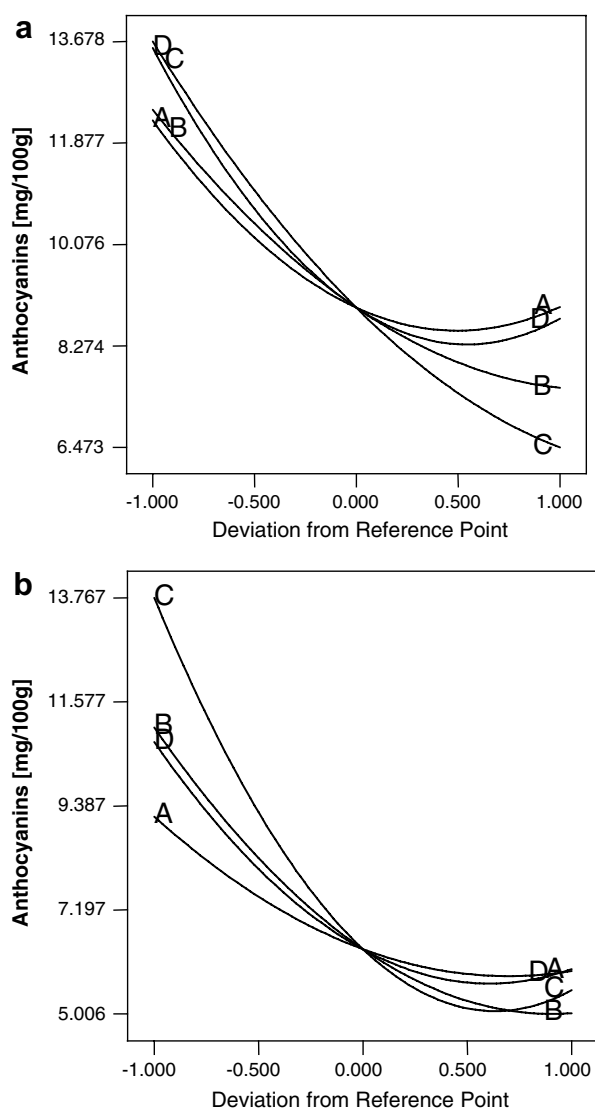 a
13.678
11.877
10.076
8.274
6.473
Anthocyanins [mg/100g]
D
C
A
B
A
D
B
C
-1.000 -0.500 0.000 0.500 1.000
Deviation from Reference Point
b
13.767
11.577
9.387
7.197
5.006
Anthocyanins [mg/100g]
C
B
D
A
D A
C
B
-1.000 -0.500 0.000 0.500 1.000
Deviation from Reference Point